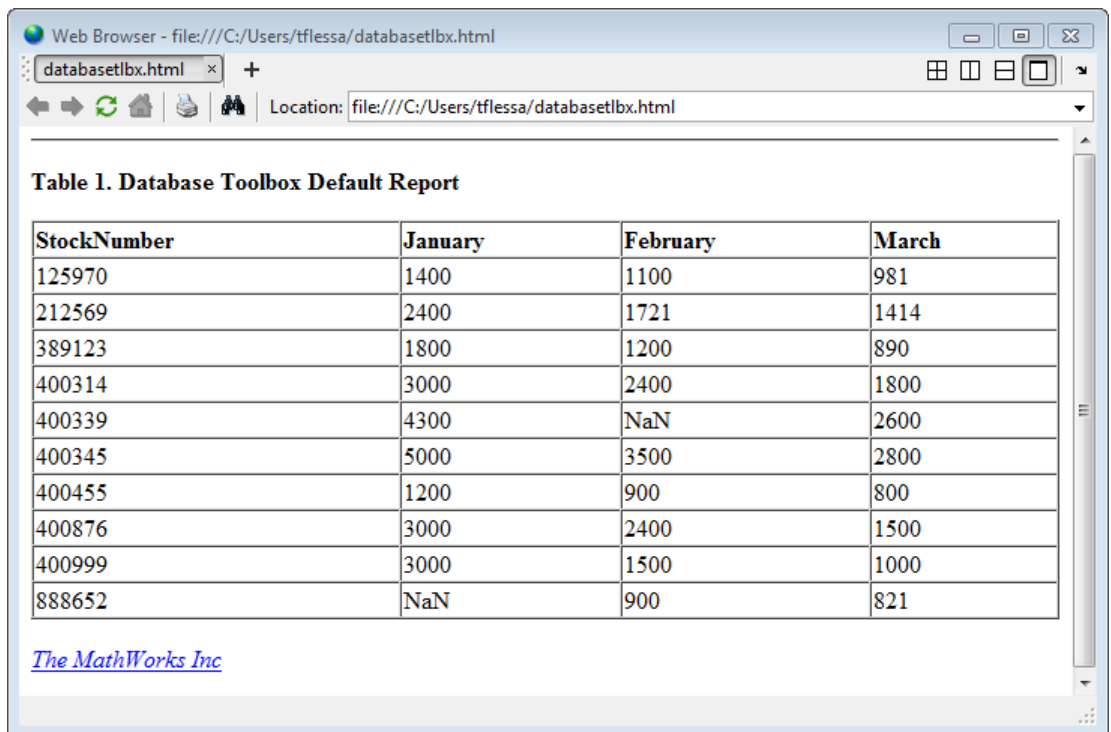 Web Browser - file:///C:/Users/tflessa/databasetlbx.html
databasetlbx.html
Location: file:///C:/Users/tflessa/databasetlbx.html
Table 1. Database Toolbox Default Report
StockNumber January February March
125970 1400 1100 981
212569 2400 1721 1414
389123 1800 1200 890
400314 3000 2400 1800
400339 4300 NaN 2600
400345 5000 3500 2800
400455 1200 900 800
400876 3000 2400 1500
400999 3000 1500 1000
888652 NaN 900 821
The MathWorks Inc